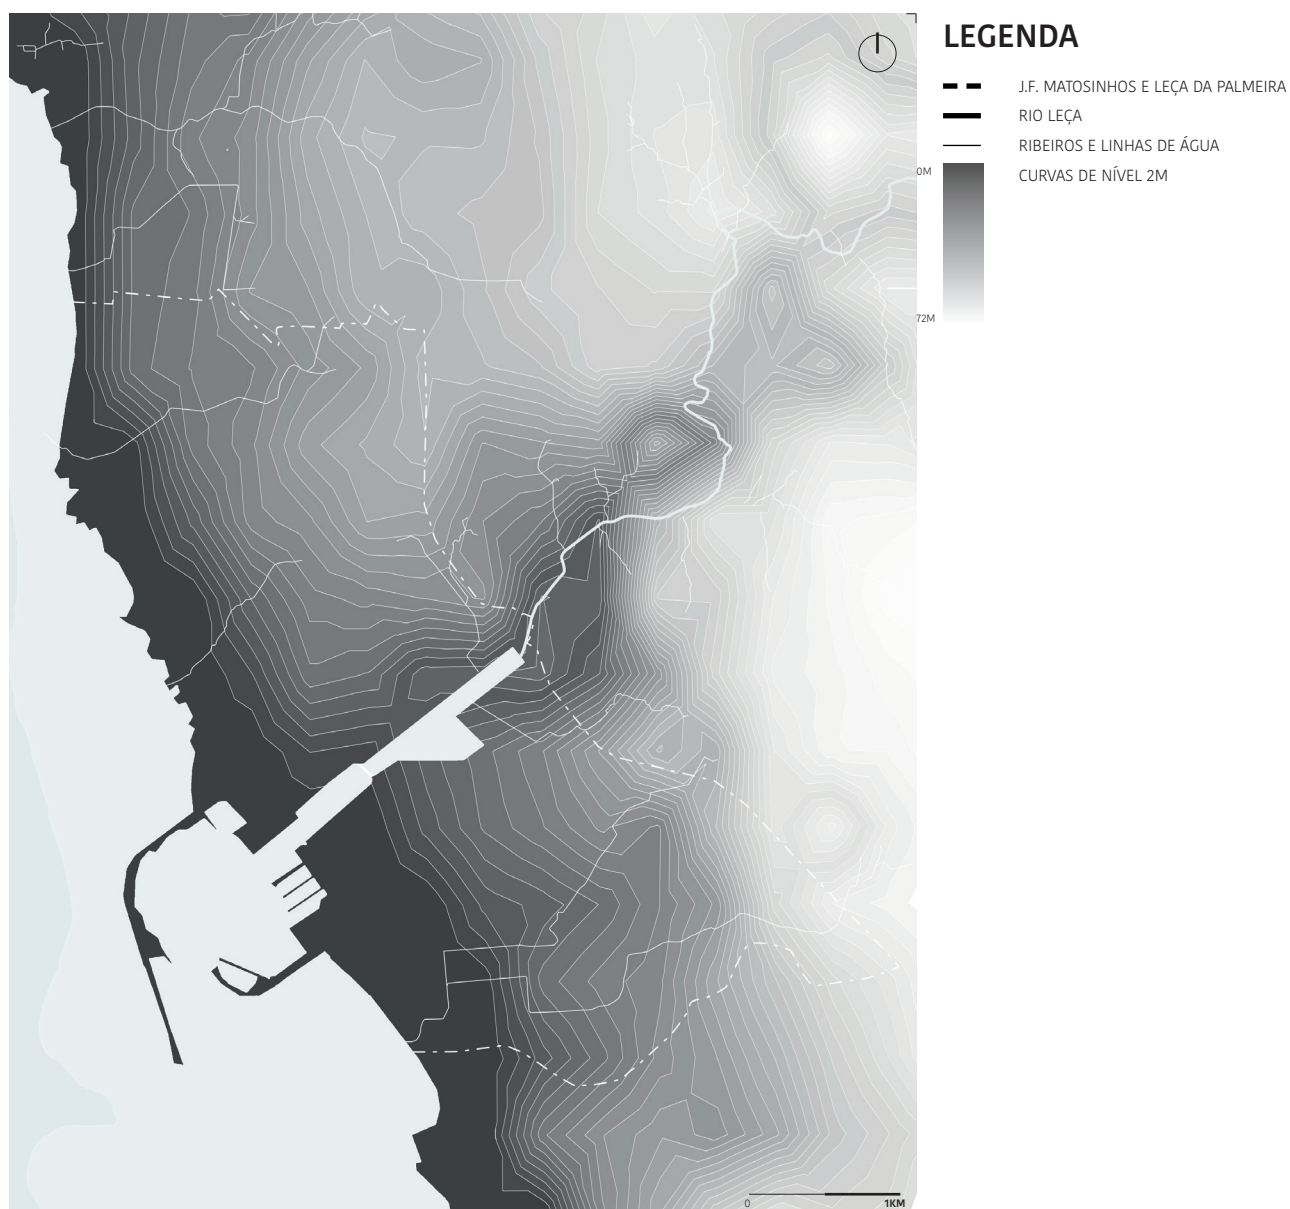 LEGENDA
J.F. MATOSINHOS E LEÇA DA PALMEIRA
RIO LEÇA
RIBEIROS E LINHAS DE ÁGUA
0M
CURVAS DE NÍVEL 2M
72M
0
1KM